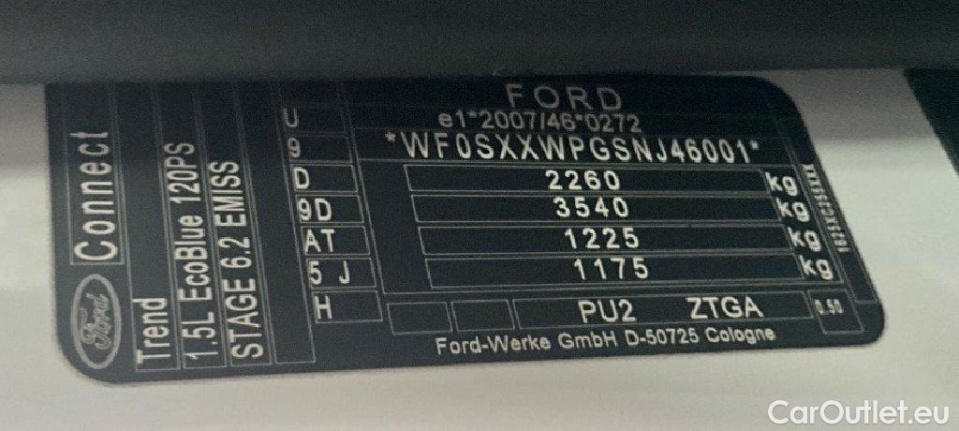 FORD
e1*2007/46*0272
*WF0SXXWPGSNJ46001*
2260 kg
3540 kg
1225 kg
1175 kg
PU2 ZTGA 0.50
Ford-Werke GmbH D-50725 Cologne
U
9
D
9D
AT
5 J
H
Ford Connect
Trend
1.5L EcoBlue 120PS
STAGE 6.2 EMISS
CarOutlet.eu